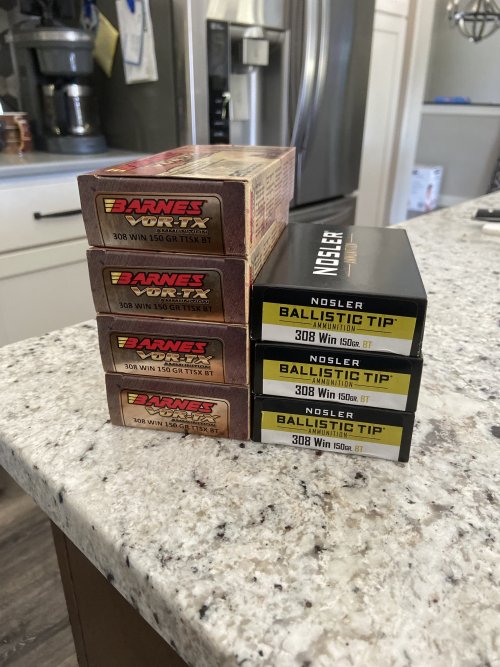 BARNES
VOR-TX
AMMUNITION
308 WIN 150 GR TTSX BT
BARNES
VOR-TX
308 WIN 150 GR TTSX BT
BARNES
VOR-TX
308 WIN 150 GR TTSX BT
BARNES
VOR-TX
308 WIN 150 GR TTSX BT
NOSLER
AMMUNITION
NOSLER
BALLISTIC TIP
AMMUNITION
308 Win 150GR. BT
NOSLER
BALLISTIC TIP
AMMUNITION
308 Win 150GR. BT
NOSLER
BALLISTIC TIP
AMMUNITION
308 Win 150GR. BT